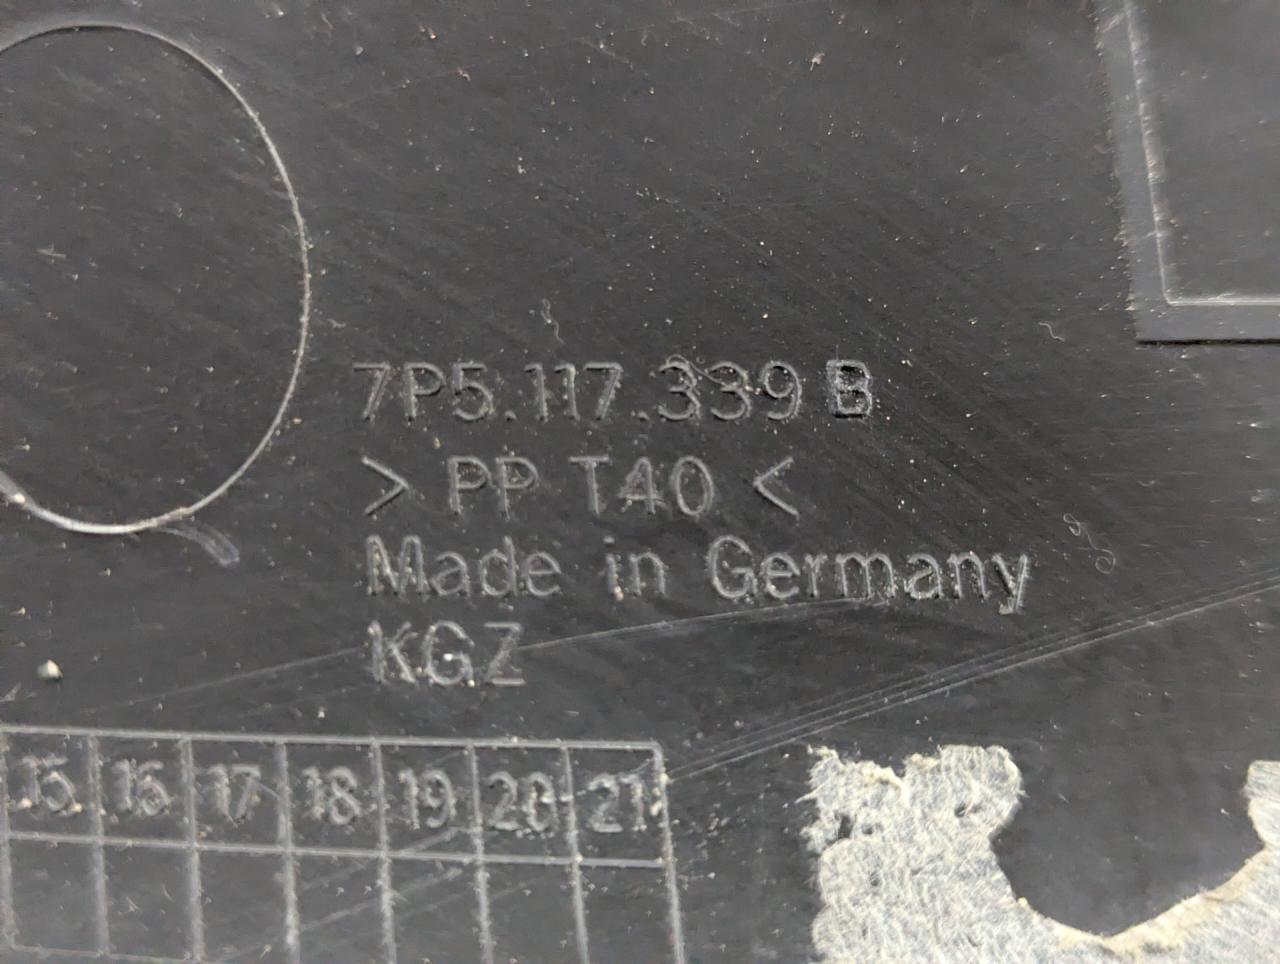 7P5.117.339 B
> PP T40 <
Made in Germany
KGZ
15 16 17 18 19 20 21